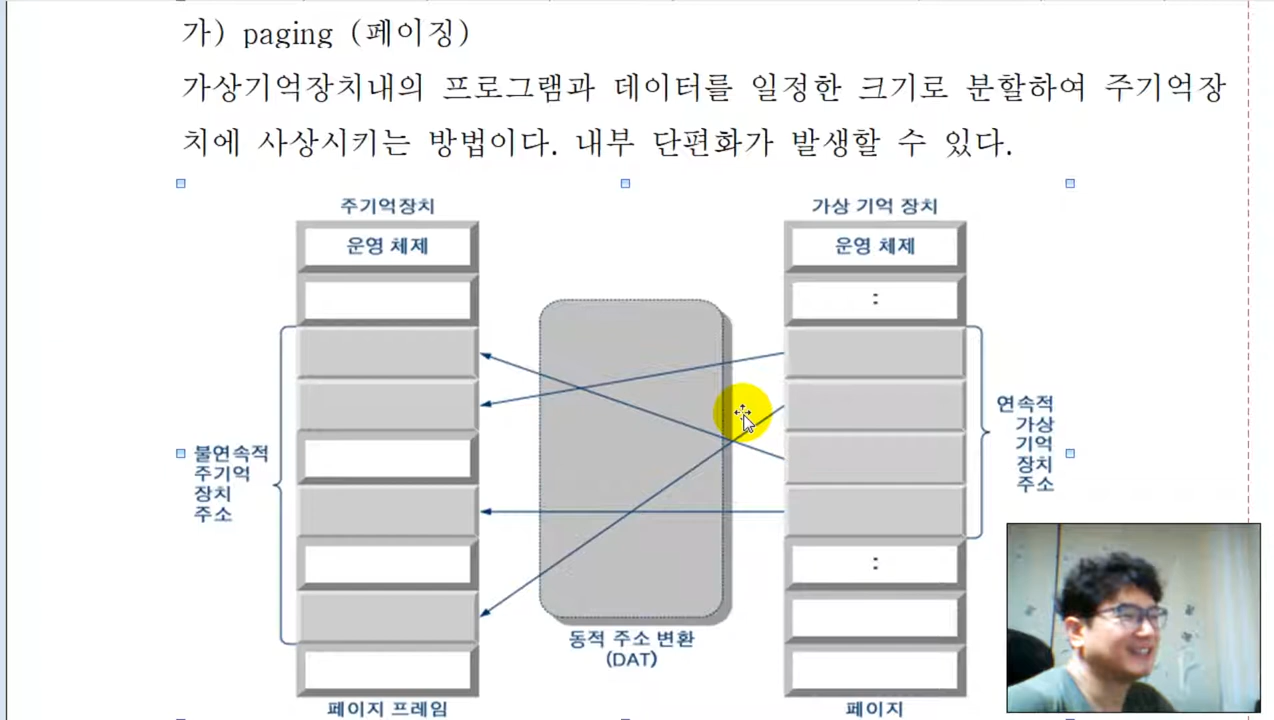 가) paging (페이징)
가상기억장치내의 프로그램과 데이터를 일정한 크기로 분할하여 주기억장
치에 사상시키는 방법이다. 내부 단편화가 발생할 수 있다.
주기억장치
가상 기억 장치
운영 체제
운영 체제
:
연속적
가상
기억
장치
주소
불연속적
주기억
장치
주소
:
동적 주소 변환
(DAT)
페이지 프레임
페이지